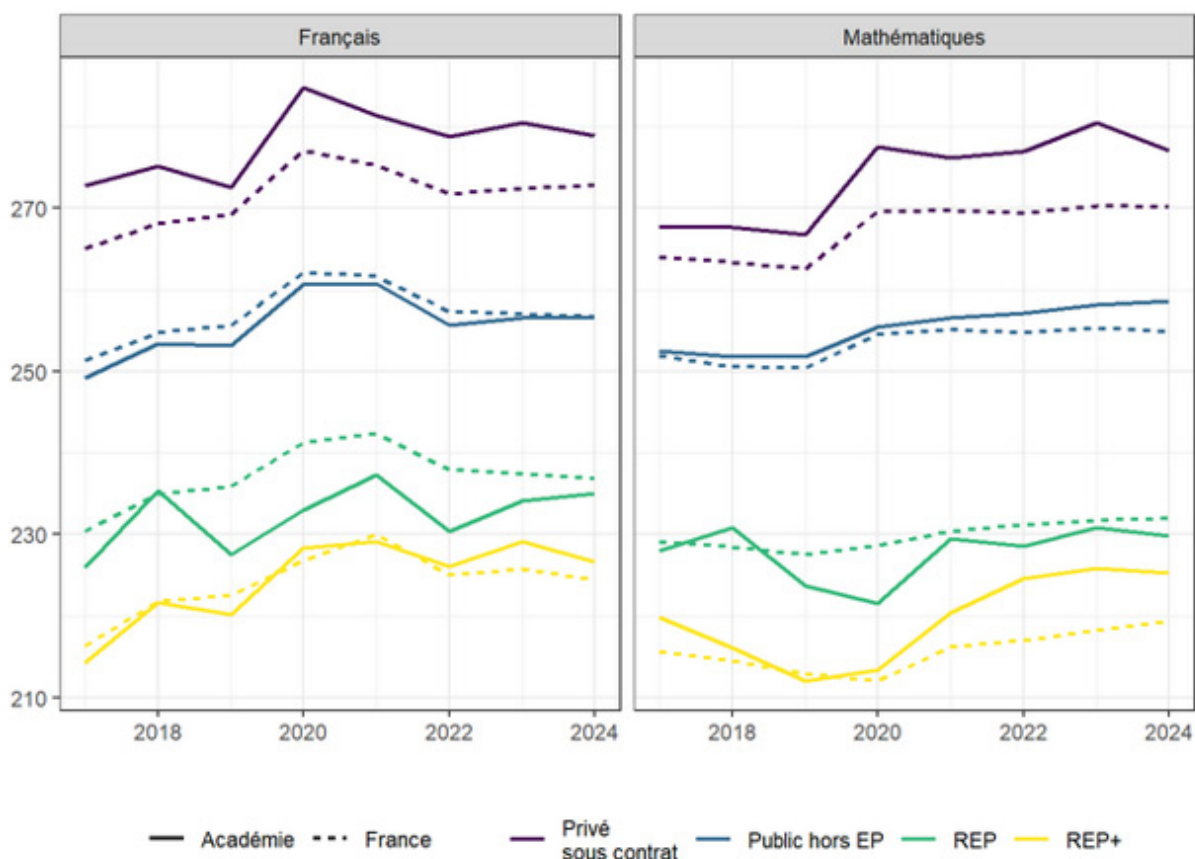 Français
Mathématiques
270
250
230
210
2018
2020
2022
2024
2018
2020
2022
2024
Académie
France
Privé
sous contrat
Public hors EP
REP
REP+